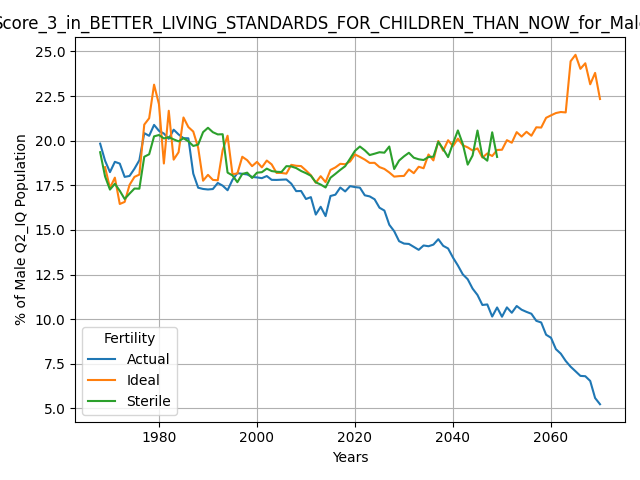 Score_3_in_BETTER_LIVING_STANDARDS_FOR_CHILDREN_THAN_NOW_for_Male
% of Male Q2_IQ Population
25.0
22.5
20.0
17.5
15.0
12.5
10.0
7.5
5.0
Fertility
Actual
Ideal
Sterile
1980
2000
2020
2040
2060
Years